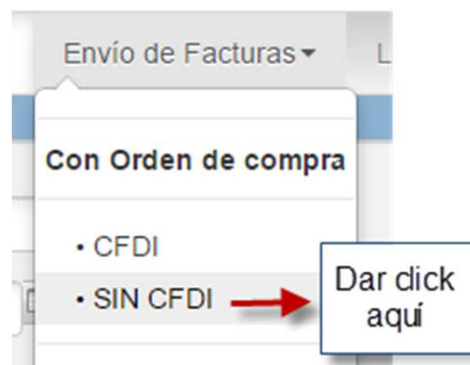 Envío de Facturas
L
Con Orden de compra
• CFDI
• SIN CFDI
Dar click
aquí